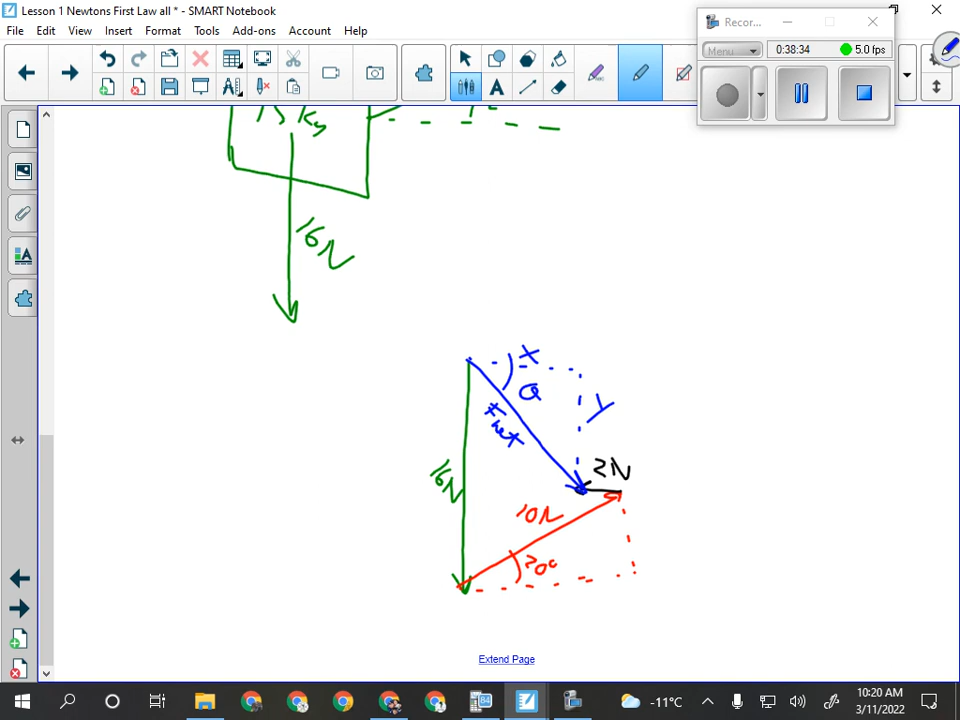 Lesson 1 Newtons First Law all * - SMART Notebook
File Edit View Insert Format Tools Add-ons Account Help
Recor...
Menu
0:38:34
5.0 fps
15 Kg
16N
X
θ
Y
Fnet
2N
16N
10N
20°
Extend Page
-11°C
10:20 AM
3/11/2022